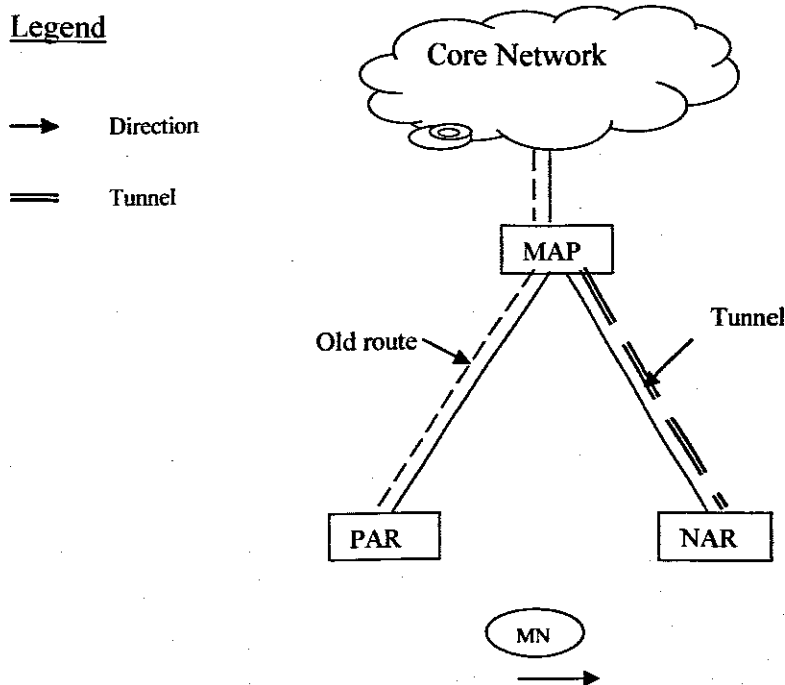 Legend
Direction
Tunnel
Core Network
MAP
Old route
Tunnel
PAR
NAR
MN